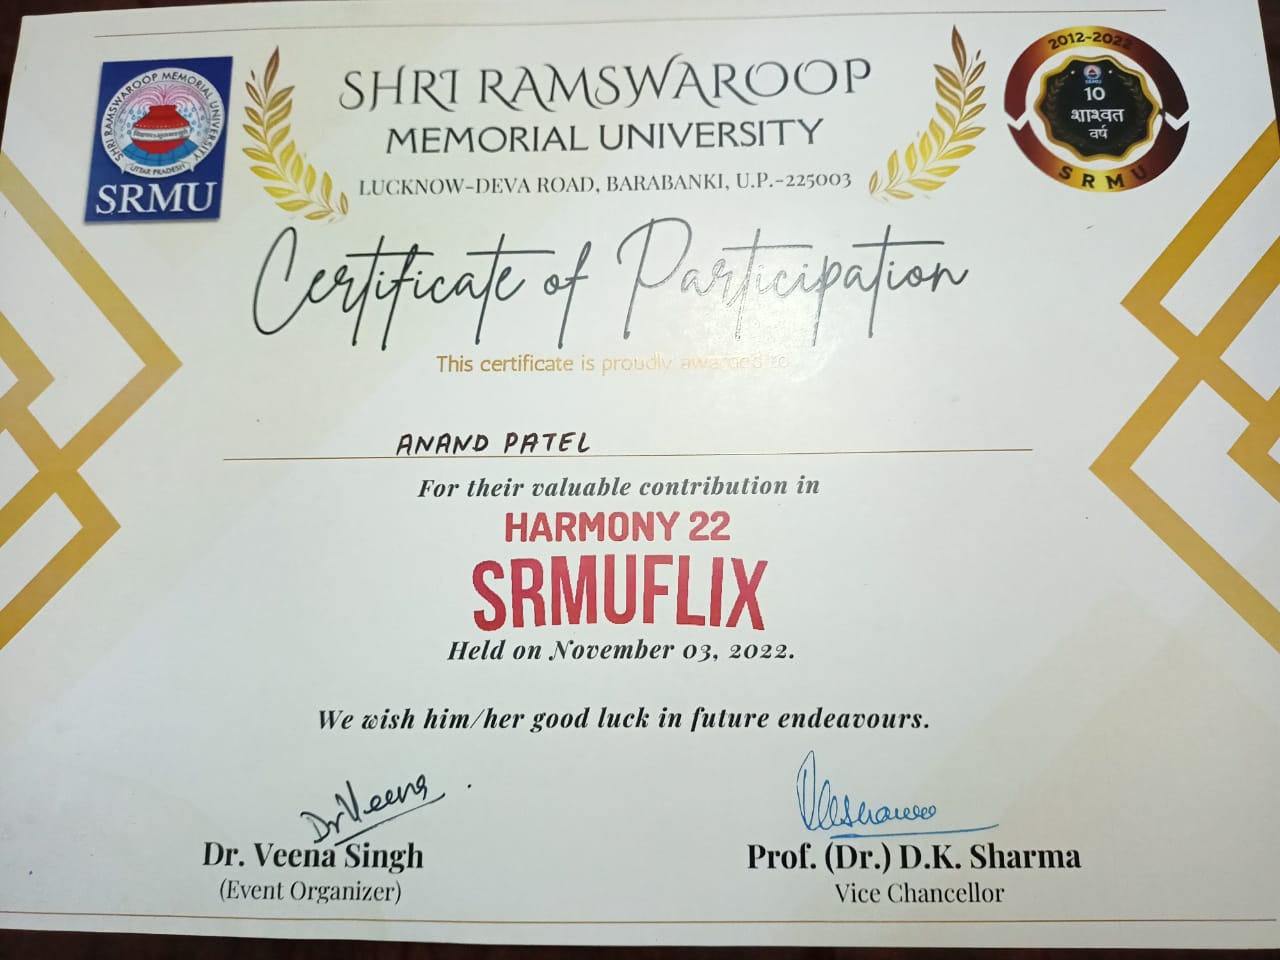 SHRI RAMSWAROOP
MEMORIAL UNIVERSITY
LUCKNOW-DEVA ROAD, BARABANKI, U.P.-225003
SHRI RAMSWAROOP MEMORIAL UNIVERSITY
UTTAR PRADESH
SRMU
2012-2022
SRMU
10
शाश्वत
वर्ष
SRMU
Certificate of Participation
This certificate is proudly awarded to
ANAND PATEL
For their valuable contribution in
HARMONY 22
SRMUFLIX
Held on November 03, 2022.
We wish him/her good luck in future endeavours.
Dr Veena
Dr. Veena Singh
(Event Organizer)
Prof. (Dr.) D.K. Sharma
Vice Chancellor